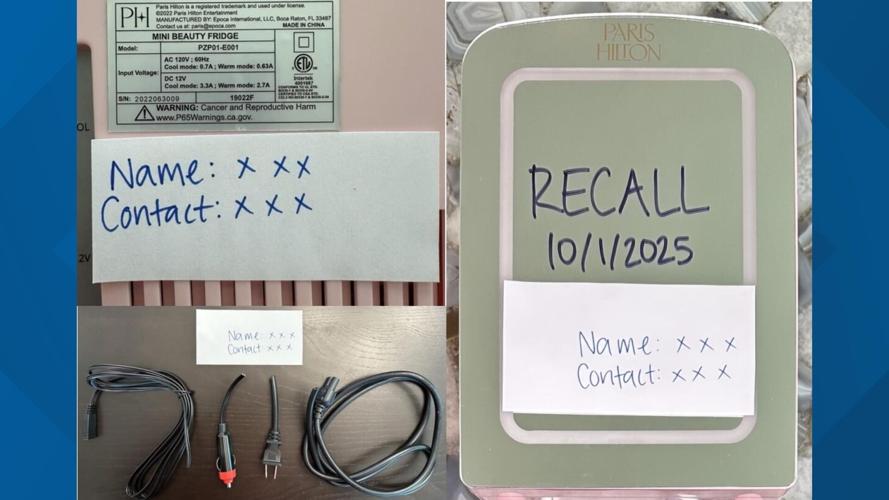 PH
Paris Hilton is a registered trademark and used under license.
©2022 Paris Hilton Entertainment
MANUFACTURED BY: Epoca International, LLC, Boca Raton, FL 33487
Contact us at: paris@epoca.com
MADE IN CHINA
MINI BEAUTY FRIDGE
Model: PZP01-E001
Input Voltage:
AC 120V ; 60Hz
Cool mode: 0.7A ; Warm mode: 0.63A
DC 12V
Cool mode: 3.3A ; Warm mode: 2.7A
Intertek
S/N: 2022063009 19022F
WARNING: Cancer and Reproductive Harm
www.P65Warnings.ca.gov.
OL
2V
Name: x xx
Contact: x x x
Name: x x x
Contact x x x
PARIS
HILTON
RECALL
10/1/2025
Name: x x x
Contact: x x x